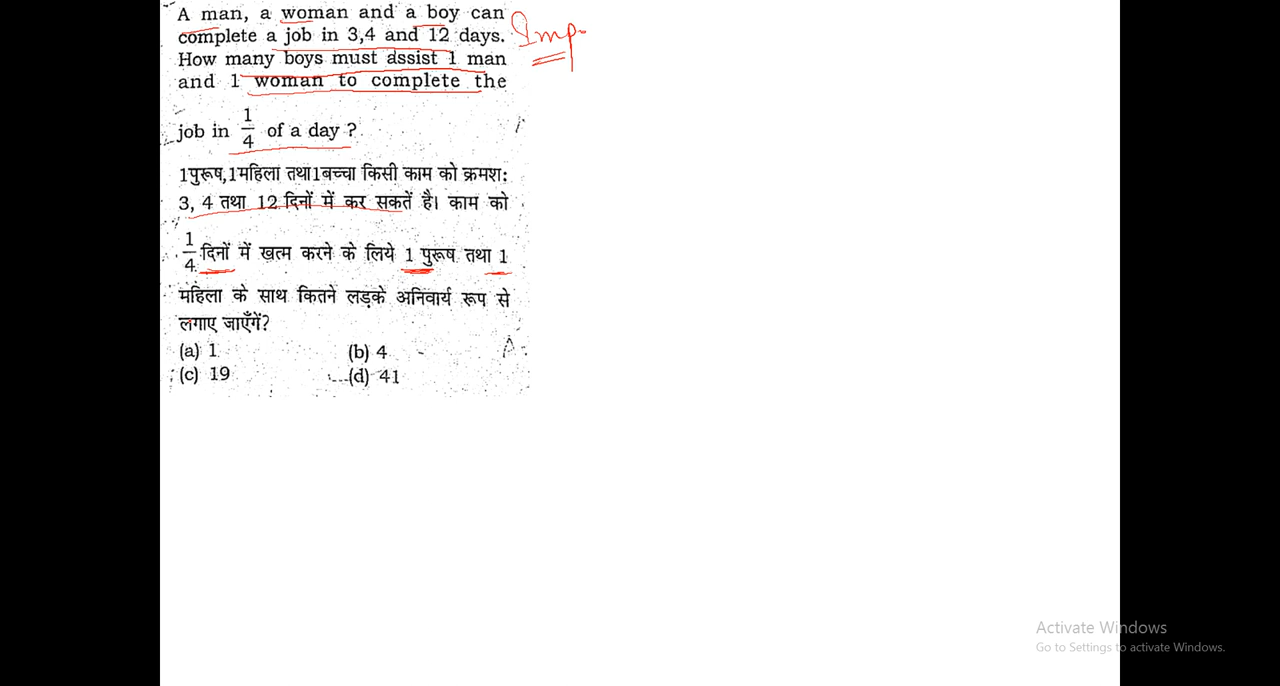 A man, a woman and a boy can
complete a job in 3,4 and 12 days.
How many boys must assist 1 man
and 1 woman to complete the
job in 1/4 of a day ?
Imp.
1पुरूष,1महिला तथा1बच्चा किसी काम को क्रमश:
3, 4 तथा 12 दिनों में कर सकतें है। काम को
1/4 दिनों में खत्म करने के लिये 1 पुरूष तथा 1
महिला के साथ कितने लड़के अनिवार्य रूप से
लगाए जाएँगें?
(a) 1 (b) 4
(c) 19 (d) 41
Activate Windows
Go to Settings to activate Windows.